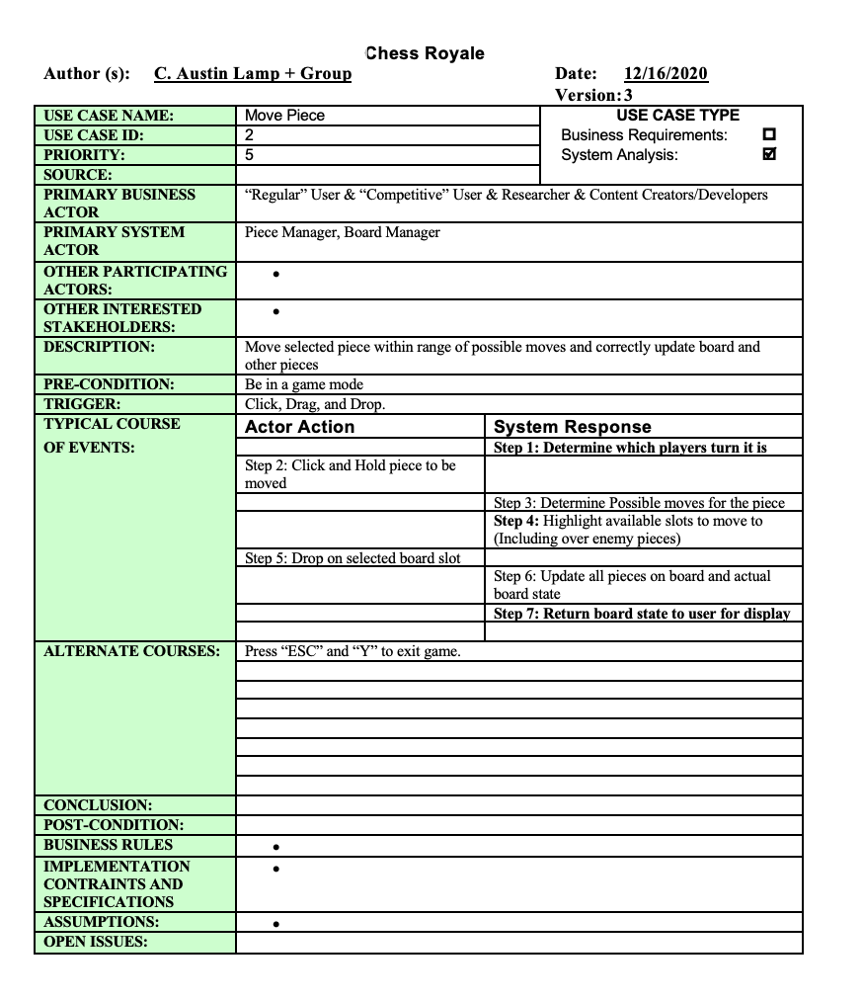 Chess Royale
Author (s): C. Austin Lamp + Group Date: 12/16/2020
Version: 3
USE CASE NAME: Move Piece USE CASE TYPE
USE CASE ID: 2 Business Requirements: ☐
PRIORITY: 5 System Analysis: ☑
SOURCE:
PRIMARY BUSINESS “Regular” User & “Competitive” User & Researcher & Content Creators/Developers
ACTOR
PRIMARY SYSTEM Piece Manager, Board Manager
ACTOR
OTHER PARTICIPATING •
ACTORS:
OTHER INTERESTED •
STAKEHOLDERS:
DESCRIPTION: Move selected piece within range of possible moves and correctly update board and
other pieces
PRE-CONDITION: Be in a game mode
TRIGGER: Click, Drag, and Drop.
TYPICAL COURSE Actor Action System Response
OF EVENTS: Step 1: Determine which players turn it is
Step 2: Click and Hold piece to be
moved
Step 3: Determine Possible moves for the piece
Step 4: Highlight available slots to move to
(Including over enemy pieces)
Step 5: Drop on selected board slot
Step 6: Update all pieces on board and actual
board state
Step 7: Return board state to user for display
ALTERNATE COURSES: Press “ESC” and “Y” to exit game.
CONCLUSION:
POST-CONDITION:
BUSINESS RULES •
IMPLEMENTATION •
CONTRAINTS AND
SPECIFICATIONS
ASSUMPTIONS: •
OPEN ISSUES: